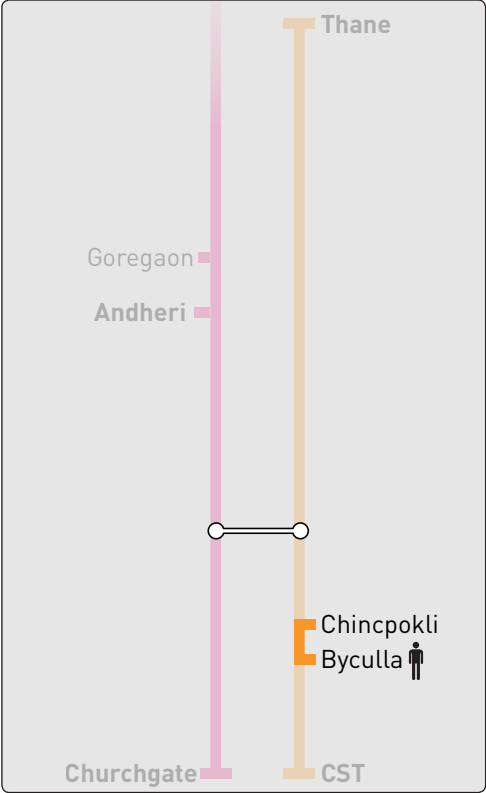 Thane
Goregaon
Andheri
Chincpokli
Byculla
Churchgate
CST